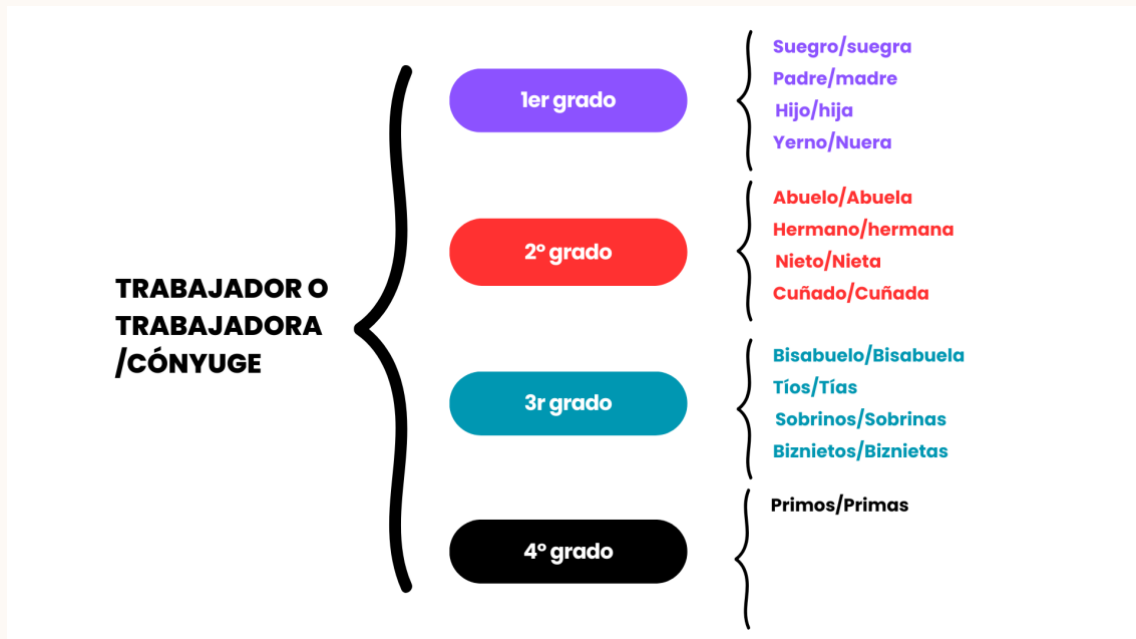 TRABAJADOR O
TRABAJADORA
/CÓNYUGE
1er grado
Suegro/suegra
Padre/madre
Hijo/hija
Yerno/Nuera
2º grado
Abuelo/Abuela
Hermano/hermana
Nieto/Nieta
Cuñado/Cuñada
3r grado
Bisabuelo/Bisabuela
Tíos/Tías
Sobrinos/Sobrinas
Biznietos/Biznietas
4º grado
Primos/Primas